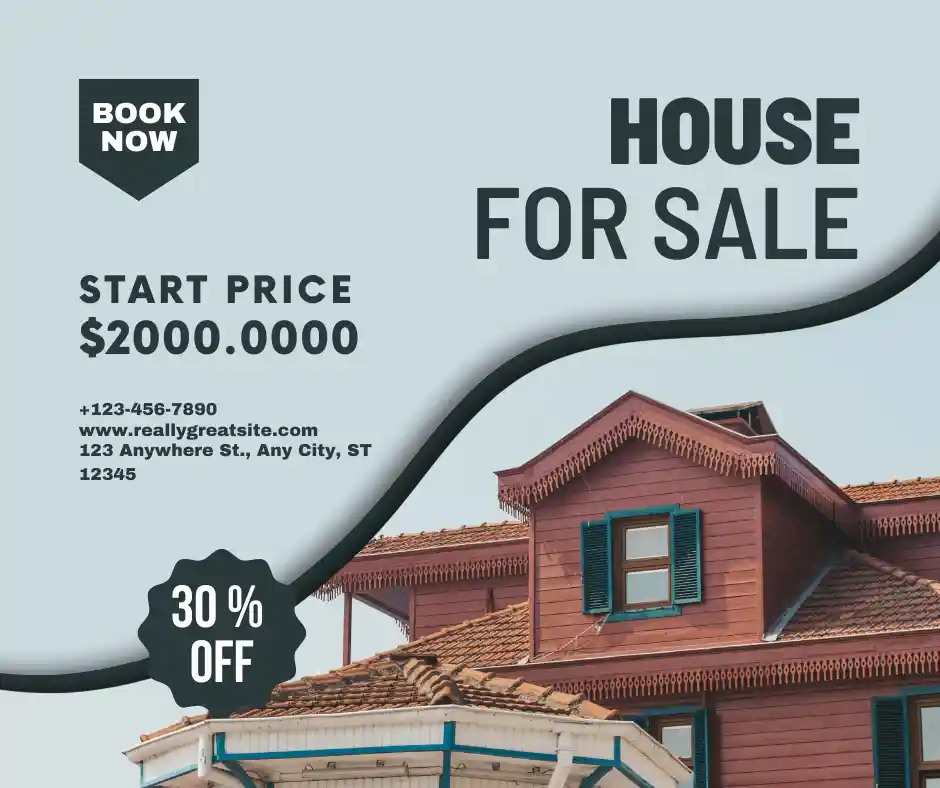 BOOK
NOW
HOUSE
FOR SALE
START PRICE
$2000.0000
+123-456-7890
www.reallygreatsite.com
123 Anywhere St., Any City, ST
12345
30 %
OFF